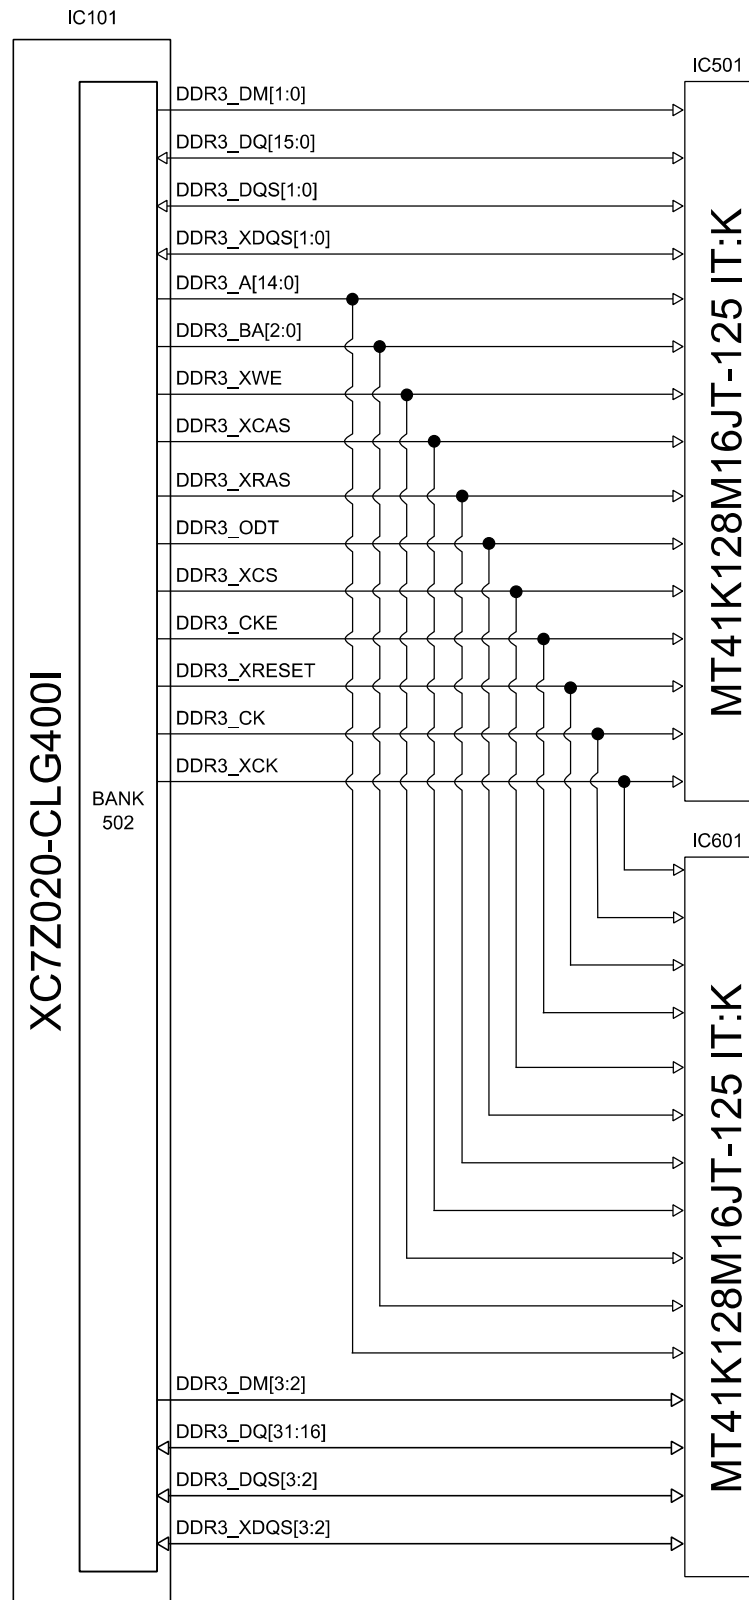 IC101
IC501
DDR3_DM[1:0]
DDR3_DQ[15:0]
DDR3_DQS[1:0]
DDR3_XDQS[1:0]
DDR3_A[14:0]
DDR3_BA[2:0]
DDR3_XWE
DDR3_XCAS
DDR3_XRAS
DDR3_ODT
DDR3_XCS
DDR3_CKE
DDR3_XRESET
DDR3_CK
DDR3_XCK
MT41K128M16JT-125 IT:K
XC7Z020-CLG400I
BANK
502
IC601
MT41K128M16JT-125 IT:K
DDR3_DM[3:2]
DDR3_DQ[31:16]
DDR3_DQS[3:2]
DDR3_XDQS[3:2]